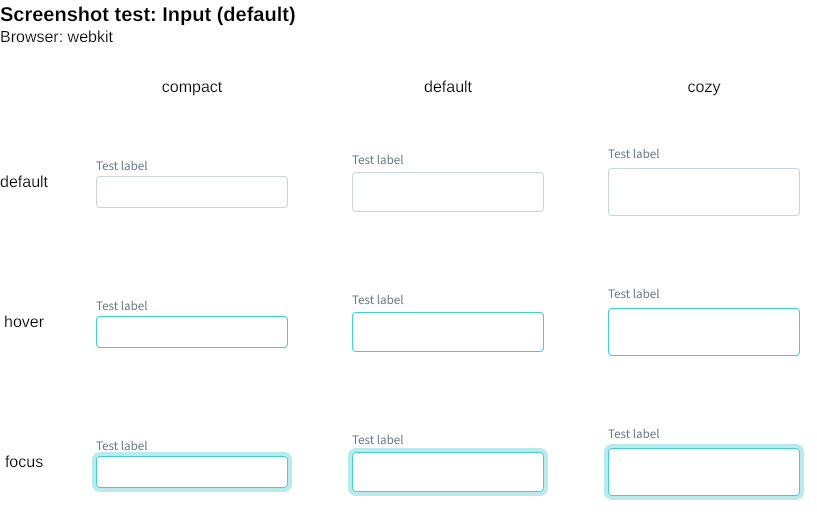 Screenshot test: Input (default)
Browser: webkit
compact default cozy
default
Test label Test label Test label
hover
Test label Test label Test label
focus
Test label Test label Test label